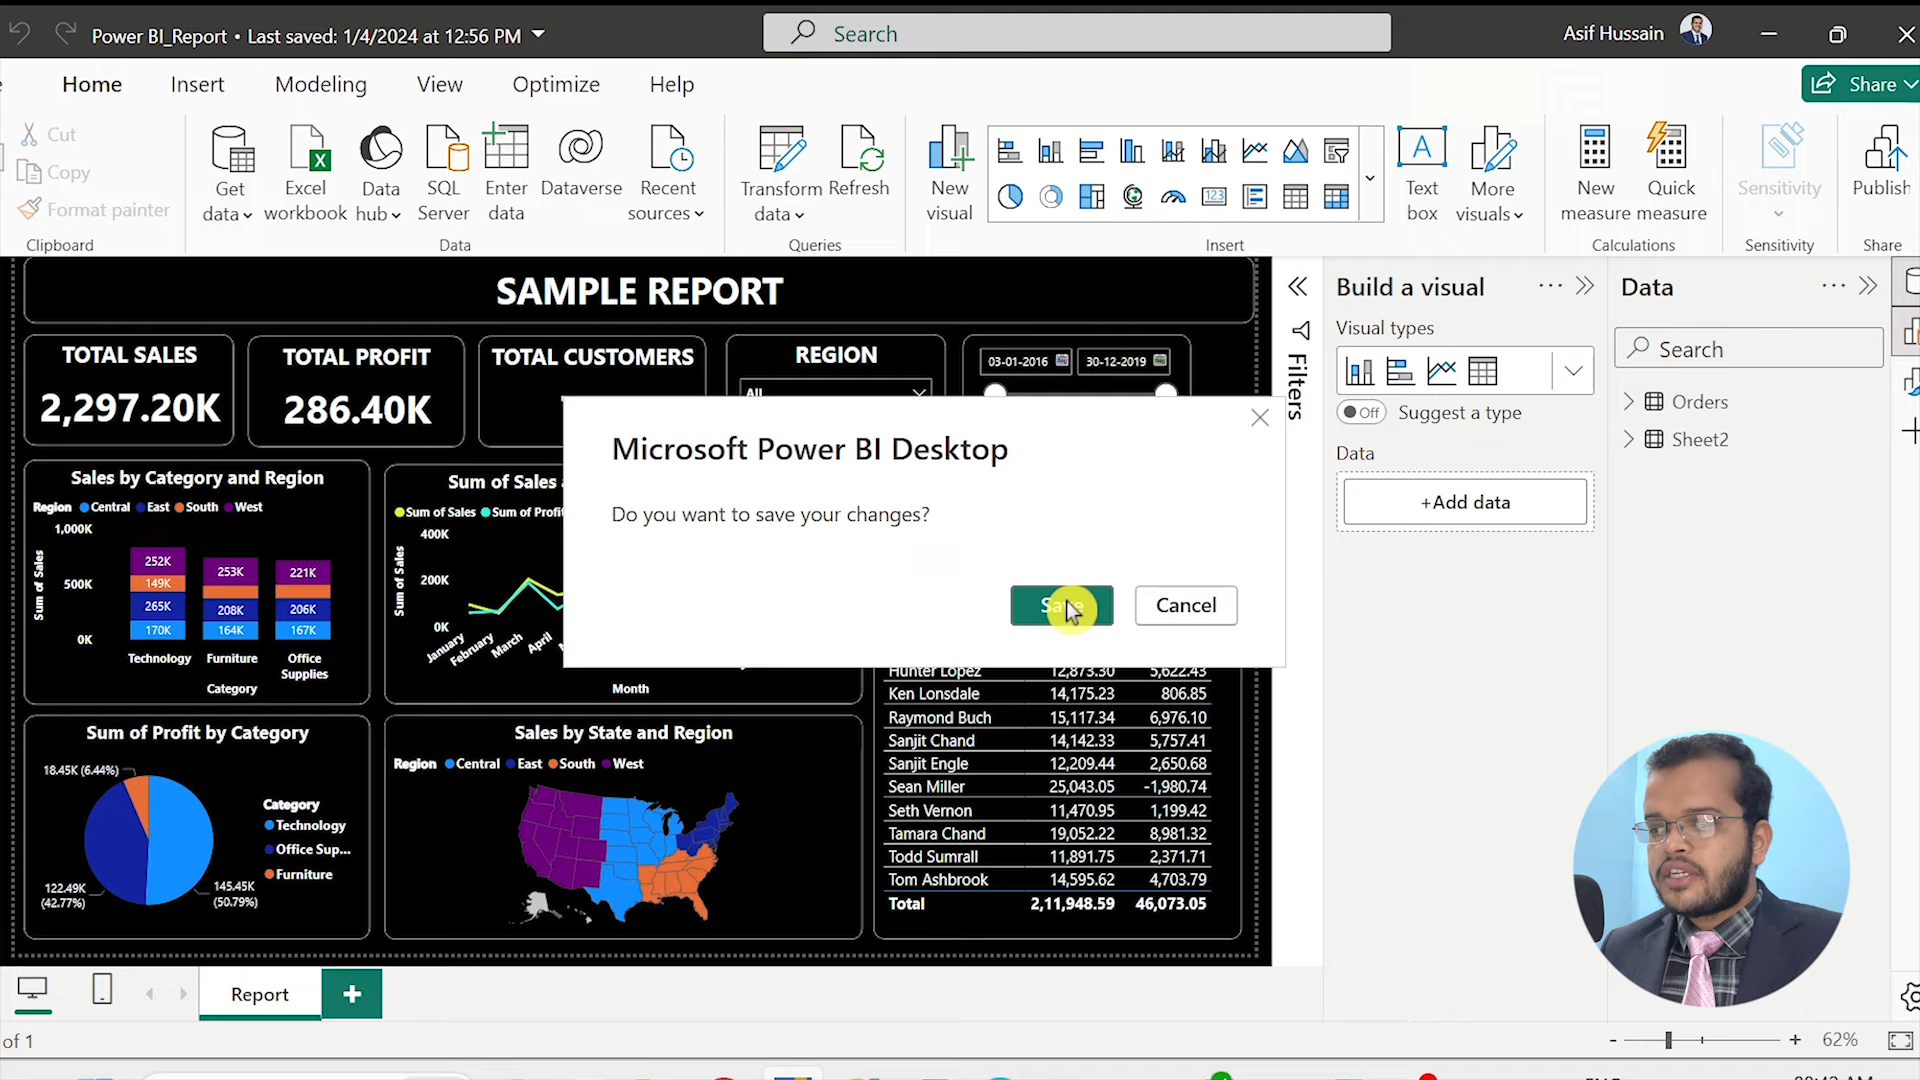 Power BI_Report • Last saved: 1/4/2024 at 12:56 PM
Search
Asif Hussain
Home
Insert
Modeling
View
Optimize
Help
Share
Cut
Copy
Format painter
Clipboard
Get data
Excel workbook
Data hub
SQL Server
Enter data
Dataverse
Recent sources
Data
Transform data
Refresh
Queries
New visual
123
A
Text box
More visuals
Insert
New measure
Quick measure
Calculations
Sensitivity
Sensitivity
Publish
Share
SAMPLE REPORT
TOTAL SALES
2,297.20K
TOTAL PROFIT
286.40K
TOTAL CUSTOMERS
REGION
All
03-01-2016
30-12-2019
Filters
Build a visual
Visual types
Off
Suggest a type
Data
+Add data
Data
Search
Orders
Sheet2
Microsoft Power BI Desktop
Do you want to save your changes?
Cancel
Sales by Category and Region
Region Central East South West
1,000K
500K
0K
Sum of Sales
252K
149K
265K
170K
253K
208K
164K
221K
206K
167K
Technology
Furniture
Office Supplies
Category
Sum of Sales
Sum of Sales Sum of Profit
400K
200K
0K
Sum of Sales
January
February
March
April
Month
Hunter Lopez 12,873.30 5,622.43
Ken Lonsdale 14,175.23 806.85
Raymond Buch 15,117.34 6,976.10
Sanjit Chand 14,142.33 5,757.41
Sanjit Engle 12,209.44 2,650.68
Sean Miller 25,043.05 -1,980.74
Seth Vernon 11,470.95 1,199.42
Tamara Chand 19,052.22 8,981.32
Todd Sumrall 11,891.75 2,371.71
Tom Ashbrook 14,595.62 4,703.79
Total 2,11,948.59 46,073.05
Sum of Profit by Category
18.45K (6.44%)
122.49K (42.77%)
145.45K (50.79%)
Category
Technology
Office Sup...
Furniture
Sales by State and Region
Region Central East South West
Report
of 1
62%